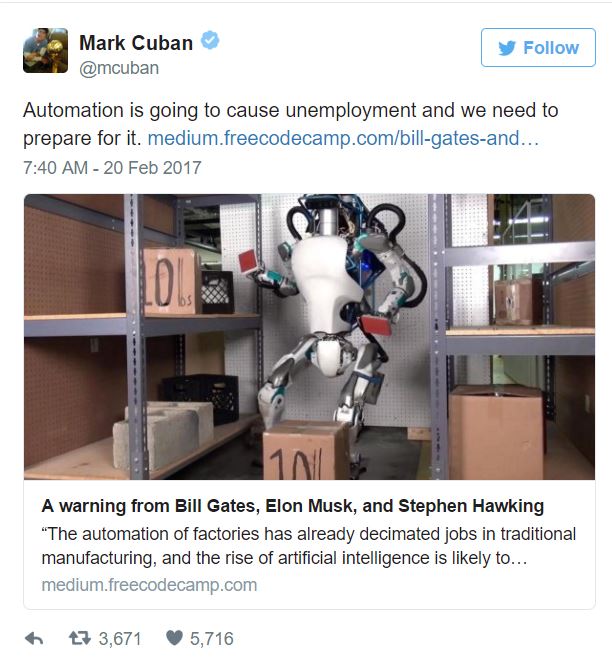 Mark Cuban
@mcuban
Follow
Automation is going to cause unemployment and we need to
prepare for it. medium.freecodecamp.com/bill-gates-and…
7:40 AM - 20 Feb 2017
10lbs
10ll
A warning from Bill Gates, Elon Musk, and Stephen Hawking
“The automation of factories has already decimated jobs in traditional
manufacturing, and the rise of artificial intelligence is likely to…
medium.freecodecamp.com
3,671 5,716